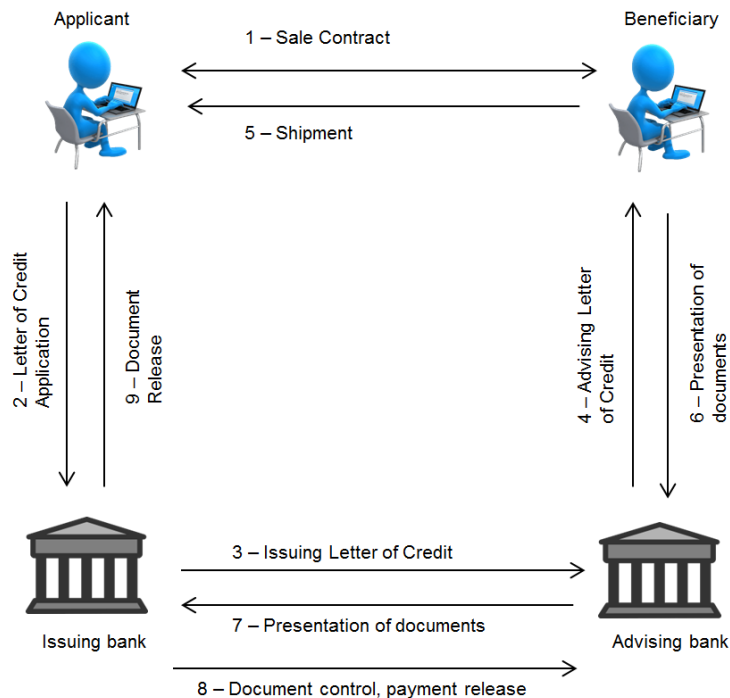 Applicant
Beneficiary
1 – Sale Contract
5 – Shipment
2 – Letter of Credit
Application
9 – Document
Release
4 – Advising Letter
of Credit
6 – Presentation of
documents
3 – Issuing Letter of Credit
7 – Presentation of documents
Issuing bank
Advising bank
8 – Document control, payment release